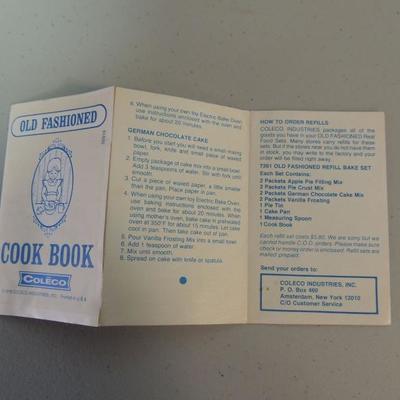 OLD FASHIONED
COOK BOOK
COLECO
6. When using your own toy Electric Bake Oven
use instructions enclosed with the oven and
bake for about 20 minutes.
GERMAN CHOCOLATE CAKE
1. Before you start you will need a small mixing
bowl, fork, knife and small piece of waxed
paper.
2. Empty package of cake mix into a small bowl.
Add 3 teaspoons of water. Stir with fork until
smooth.
3. Cut a piece of waxed paper, a little smaller
than the pan. Place paper in pan.
4. When using your own toy Electric Bake Oven,
use baking instructions enclosed with the
oven and bake for about 20 minutes. When
using mother's oven, bake cake in preheated
oven at 350°F for about 15 minutes. Let cake
cool in pan. Then take cake out of pan.
5. Pour Vanilla Frosting Mix into a small bowl.
6. Add 1 teaspoon of water.
7. Mix until smooth.
8. Spread on cake with knife or spatula.
HOW TO ORDER REFILLS
COLECO INDUSTRIES packages all of the
goods you have in your OLD FASHIONED Real
Food Sets. Many stores carry refills for these
sets. But if the store near you do not have them
in stock, you may write to the factory and your
order will be filled right away.
7361 OLD FASHIONED REFILL BAKE SET
Each Set Contains:
2 Packets Apple Pie Filling Mix
2 Packets Pie Crust Mix
2 Packets German Chocolate Cake Mix
2 Packets Vanilla Frosting
1 Pie Tin
1 Cake Pan
1 Measuring Spoon
1 Cook Book
Each refill set costs We are sorry but we
cannot handle C.O.D. orders. Please make sure
check or money order is enclosed. Refill sets are
mailed prepaid.
Send your orders to:
COLECO INDUSTRIES, INC.
P. O. Box 460
Amsterdam, New York 12010
C/O Customer Service